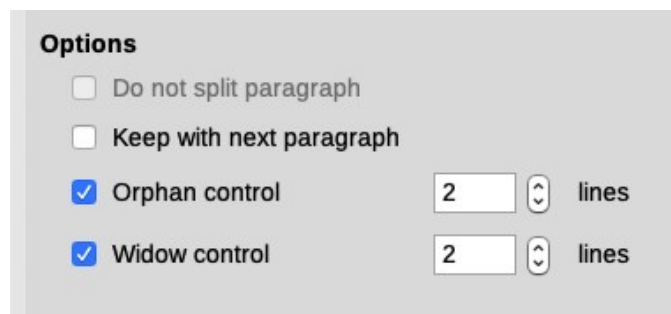 Options
Do not split paragraph
Keep with next paragraph
Orphan control 2 lines
Widow control 2 lines